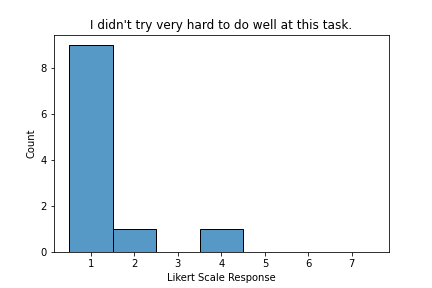 I didn't try very hard to do well at this task.
Count
8
6
4
2
0
1 2 3 4 5 6 7
Likert Scale Response